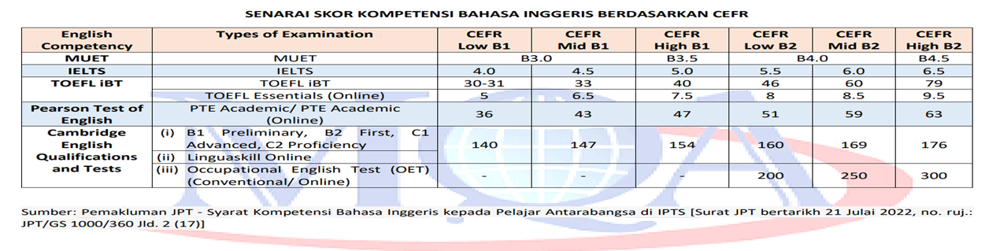 SENARAI SKOR KOMPETENSI BAHASA INGGERIS BERDASARKAN CEFR
English Competency Types of Examination CEFR Low B1 CEFR Mid B1 CEFR High B1 CEFR Low B2 CEFR Mid B2 CEFR High B2
MUET MUET B3.0 B3.5 B4.0 B4.5
IELTS IELTS 4.0 4.5 5.0 5.5 6.0 6.5
TOEFL iBT TOEFL iBT 30-31 33 40 46 60 79
TOEFL Essentials (Online) 5 6.5 7.5 8 8.5 9.5
Pearson Test of English PTE Academic/ PTE Academic (Online) 36 43 47 51 59 63
Cambridge English Qualifications and Tests (i) B1 Preliminary, B2 First, C1 Advanced, C2 Proficiency 140 147 154 160 169 176
(ii) Linguaskill Online
(iii) Occupational English Test (OET) (Conventional/ Online) - - - 200 250 300
Sumber: Pemakluman JPT - Syarat Kompetensi Bahasa Inggeris kepada Pelajar Antarabangsa di IPTS [Surat JPT bertarikh 21 Julai 2022, no. ruj.:
JPT/GS 1000/360 Jld. 2 (17)]
MQA